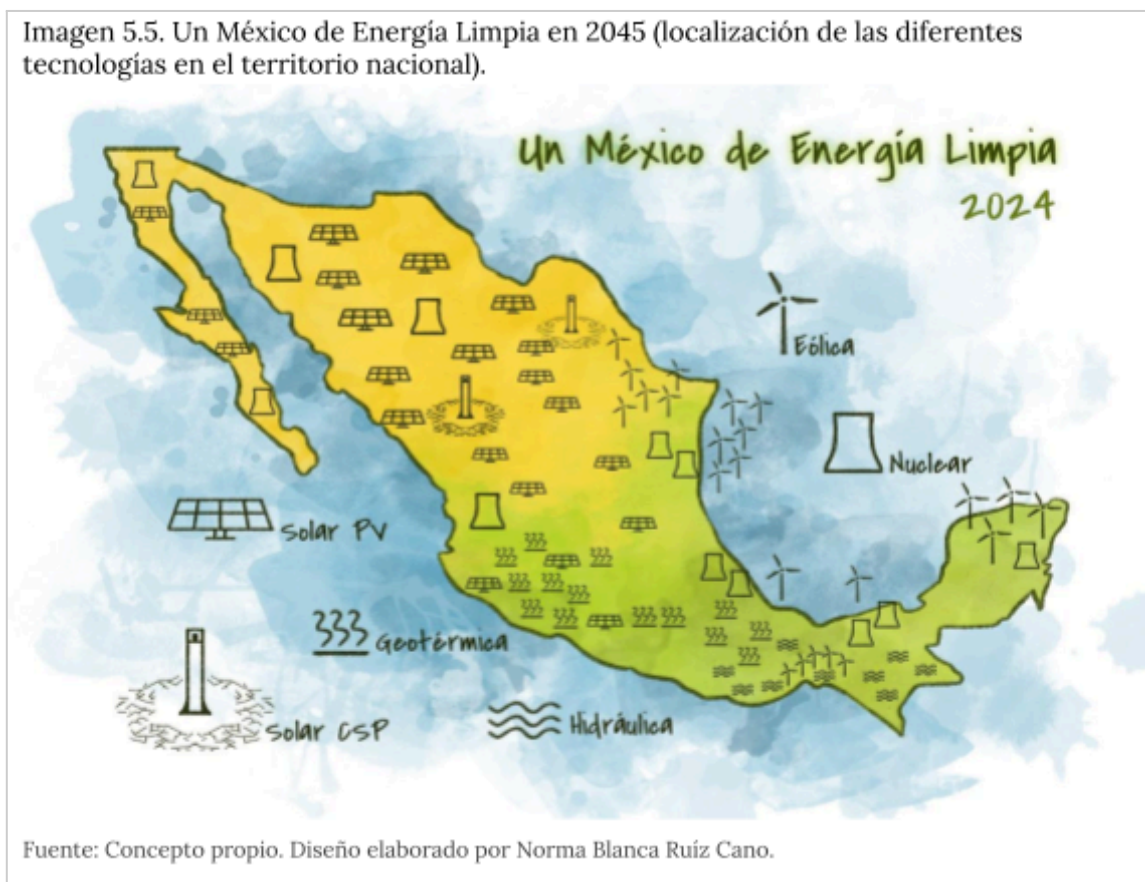 Imagen 5.5. Un México de Energía Limpia en 2045 (localización de las diferentes
tecnologías en el territorio nacional).
Un México de Energía Limpia
2024
Eólica
Nuclear
Solar PV
Geotérmica
Solar CSP
Hidráulica
Fuente: Concepto propio. Diseño elaborado por Norma Blanca Ruíz Cano.